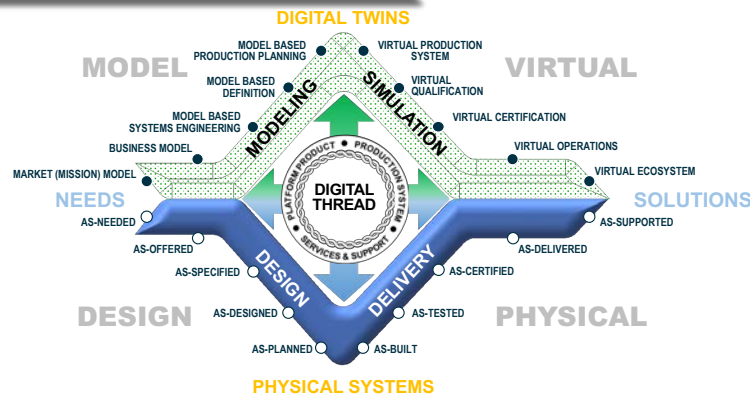 DIGITAL TWINS
MODEL BASED
PRODUCTION PLANNING
VIRTUAL PRODUCTION
SYSTEM
MODEL
VIRTUAL
MODEL BASED
DEFINITION
VIRTUAL
QUALIFICATION
MODELING
SIMULATION
MODEL BASED
SYSTEMS ENGINEERING
VIRTUAL CERTIFICATION
BUSINESS MODEL
VIRTUAL OPERATIONS
MARKET (MISSION) MODEL
VIRTUAL ECOSYSTEM
PLATFORM PRODUCT • PRODUCTION SYSTEM • SERVICES & SUPPORT •
DIGITAL
THREAD
NEEDS
SOLUTIONS
AS-NEEDED
AS-SUPPORTED
AS-OFFERED
AS-DELIVERED
AS-SPECIFIED
AS-CERTIFIED
DESIGN
DELIVERY
AS-DESIGNED
AS-TESTED
DESIGN
PHYSICAL
AS-PLANNED
AS-BUILT
PHYSICAL SYSTEMS